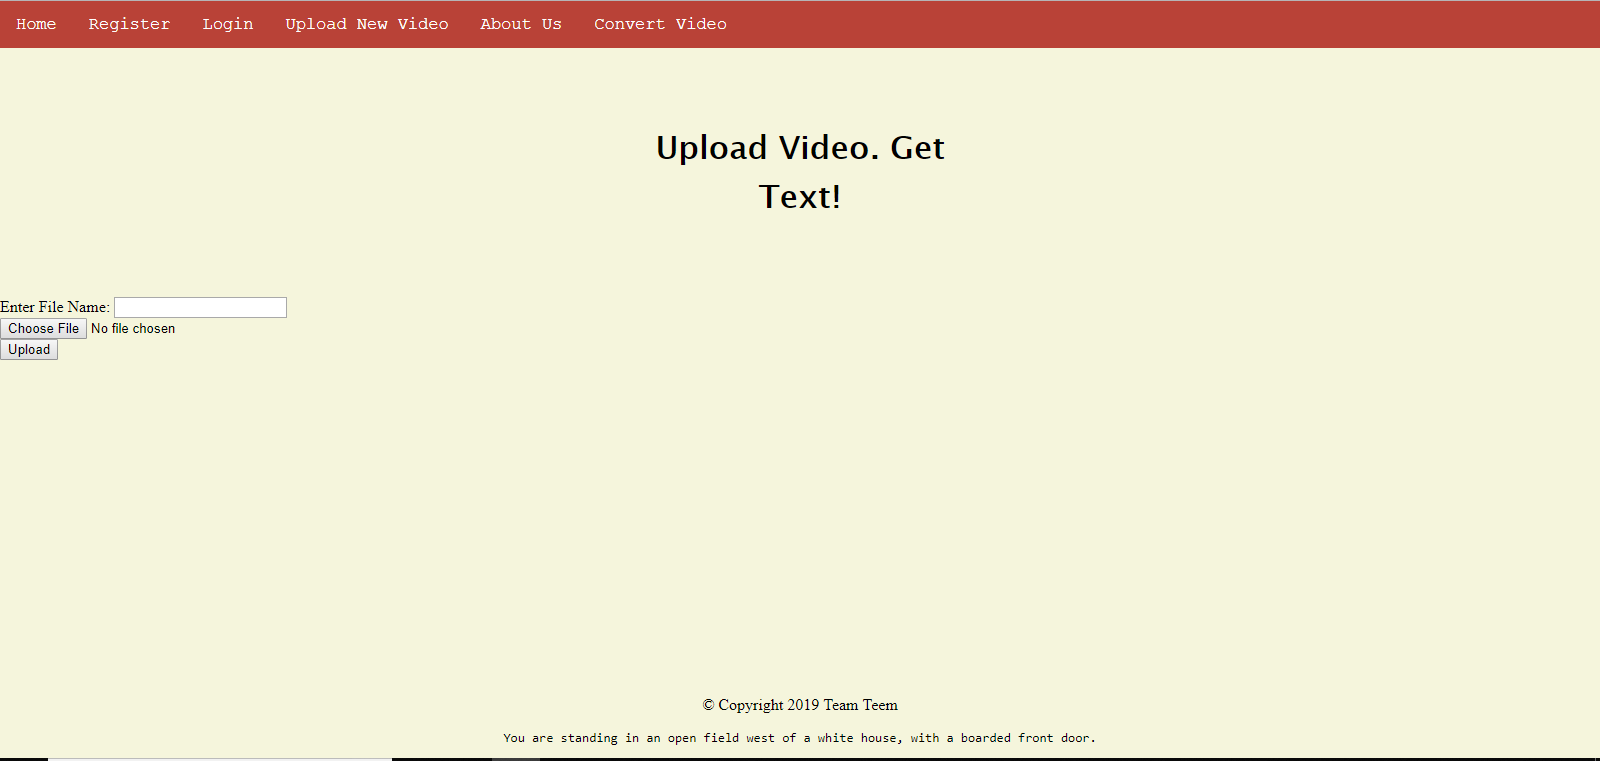 Home Register Login Upload New Video About Us Convert Video
Upload Video. Get
Text!
Enter File Name:
Choose File No file chosen
Upload
© Copyright 2019 Team Teem
You are standing in an open field west of a white house, with a boarded front door.